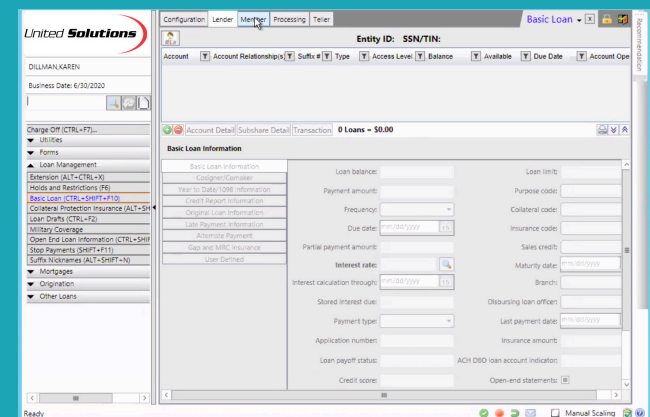 Configuration Lender Member Processing Teller Basic Loan
United Solutions
Entity ID: SSN/TIN:
Recommendation
Account Account Relationship(s) Suffix # Type Access Level Balance Available Due Date Account Ope
DILLMAN,KAREN
Business Date: 6/30/2020
Account Detail Subshare Detail Transaction 0 Loans = $0.00
Charge Off (CTRL+F7)...
Utilities
Forms
Loan Management
Extension (ALT+CTRL+X)
Holds and Restrictions (F6)
Basic Loan (CTRL+SHIFT+F10)
Collateral Protection Insurance (ALT+SH
Loan Drafts (CTRL+F2)
Military Coverage
Open End Loan Information (CTRL+SHIF
Stop Payments (SHIFT+F11)
Suffix Nicknames (ALT+SHIFT+N)
Mortgages
Origination
Other Loans
Basic Loan Information
Basic Loan Information
Cosigner/Comaker
Year to Date/1098 Information
Credit Report Information
Original Loan Information
Late Payment Information
Alternate Payment
Gap and MRC Insurance
User Defined
Loan balance: Loan limit:
Payment amount: Purpose code:
Frequency: Collateral code:
Due date: mm/dd/yyyy Insurance code:
Partial payment amount: Sales credit:
Interest rate: Maturity date: mm/dd/yyyy
Interest calculation through: mm/dd/yyyy Branch:
Stored interest due: Disbursing loan officer:
Payment type: Last payment date: mm/dd/yyyy
Application number: Insurance amount:
Loan payoff status: ACH DBO loan account indicator:
Credit score: Open-end statements:
Ready Manual Scaling